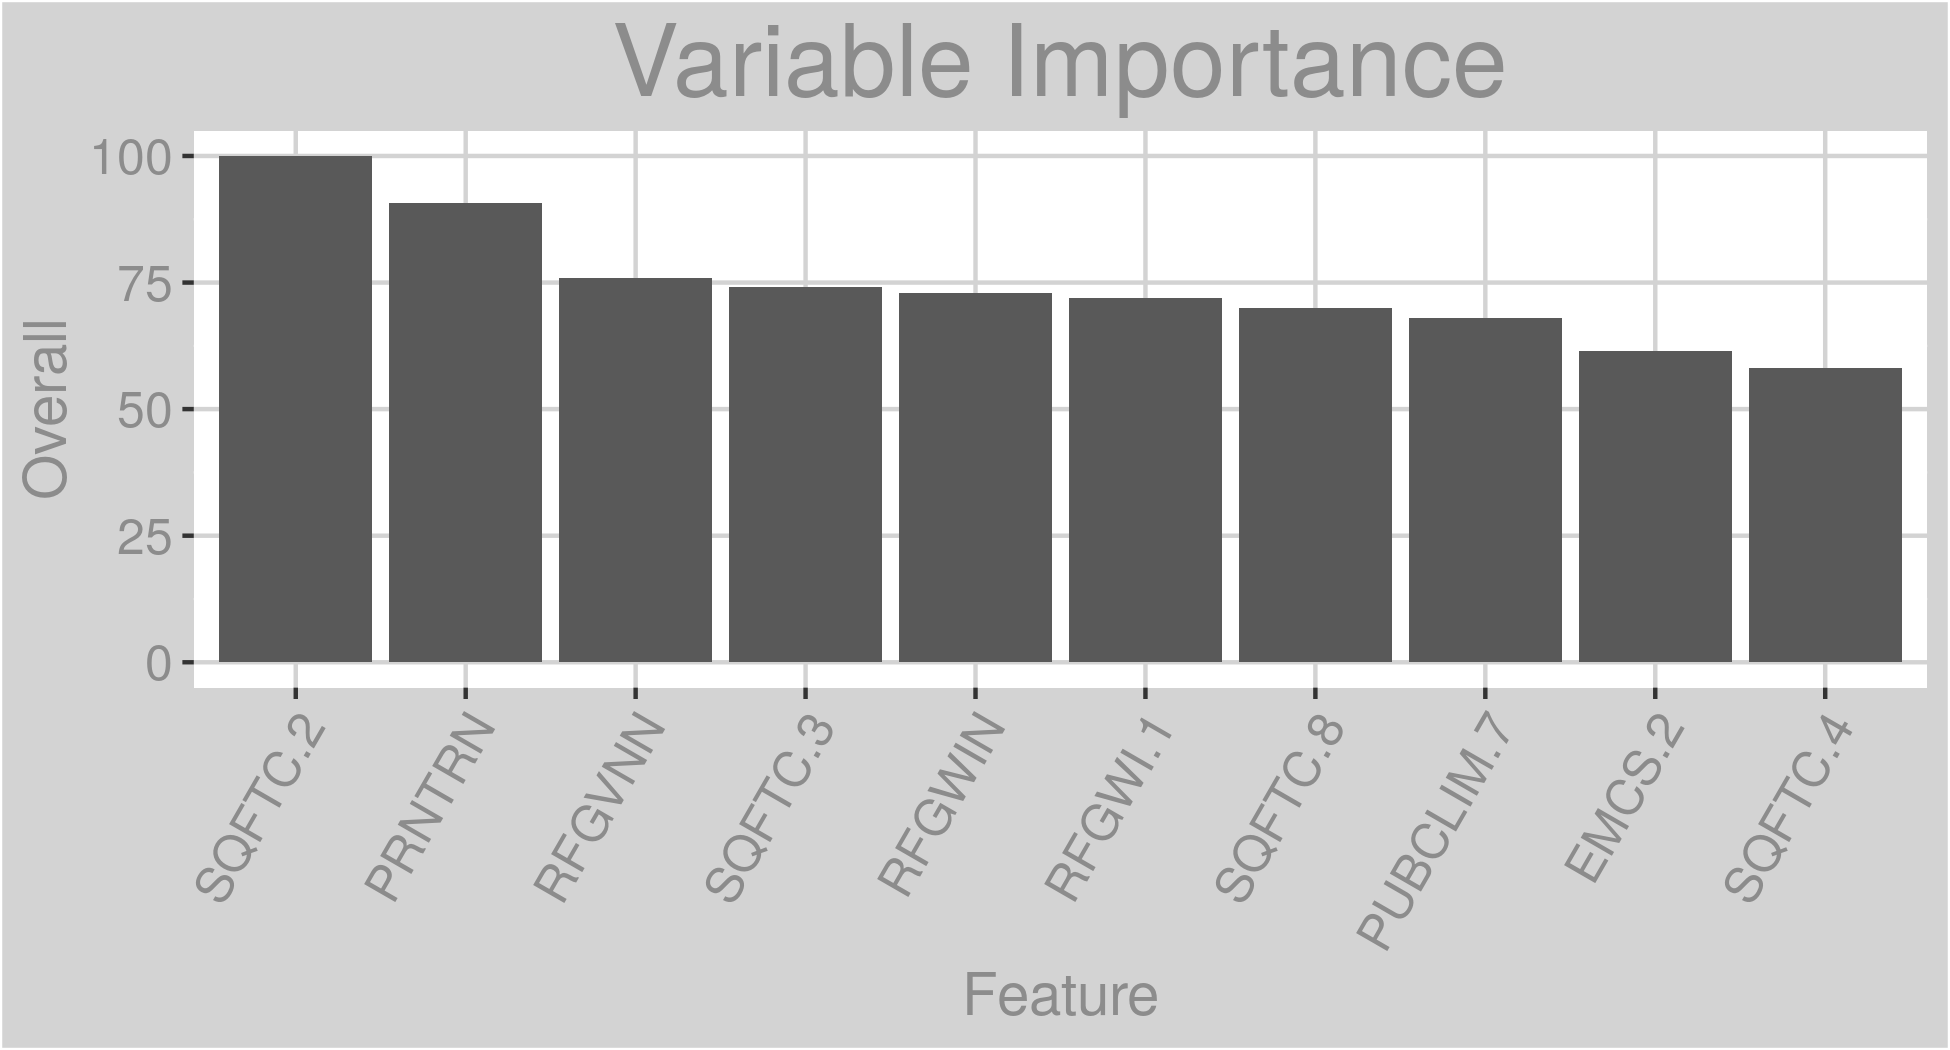 Variable Importance
100
75
50
25
0
Overall
SQFTC.2
PRNTRN
RFGVNN
SQFTC.3
RFGWIN
RFGWI.1
SQFTC.8
PUBCLIM.7
EMCS.2
SQFTC.4
Feature